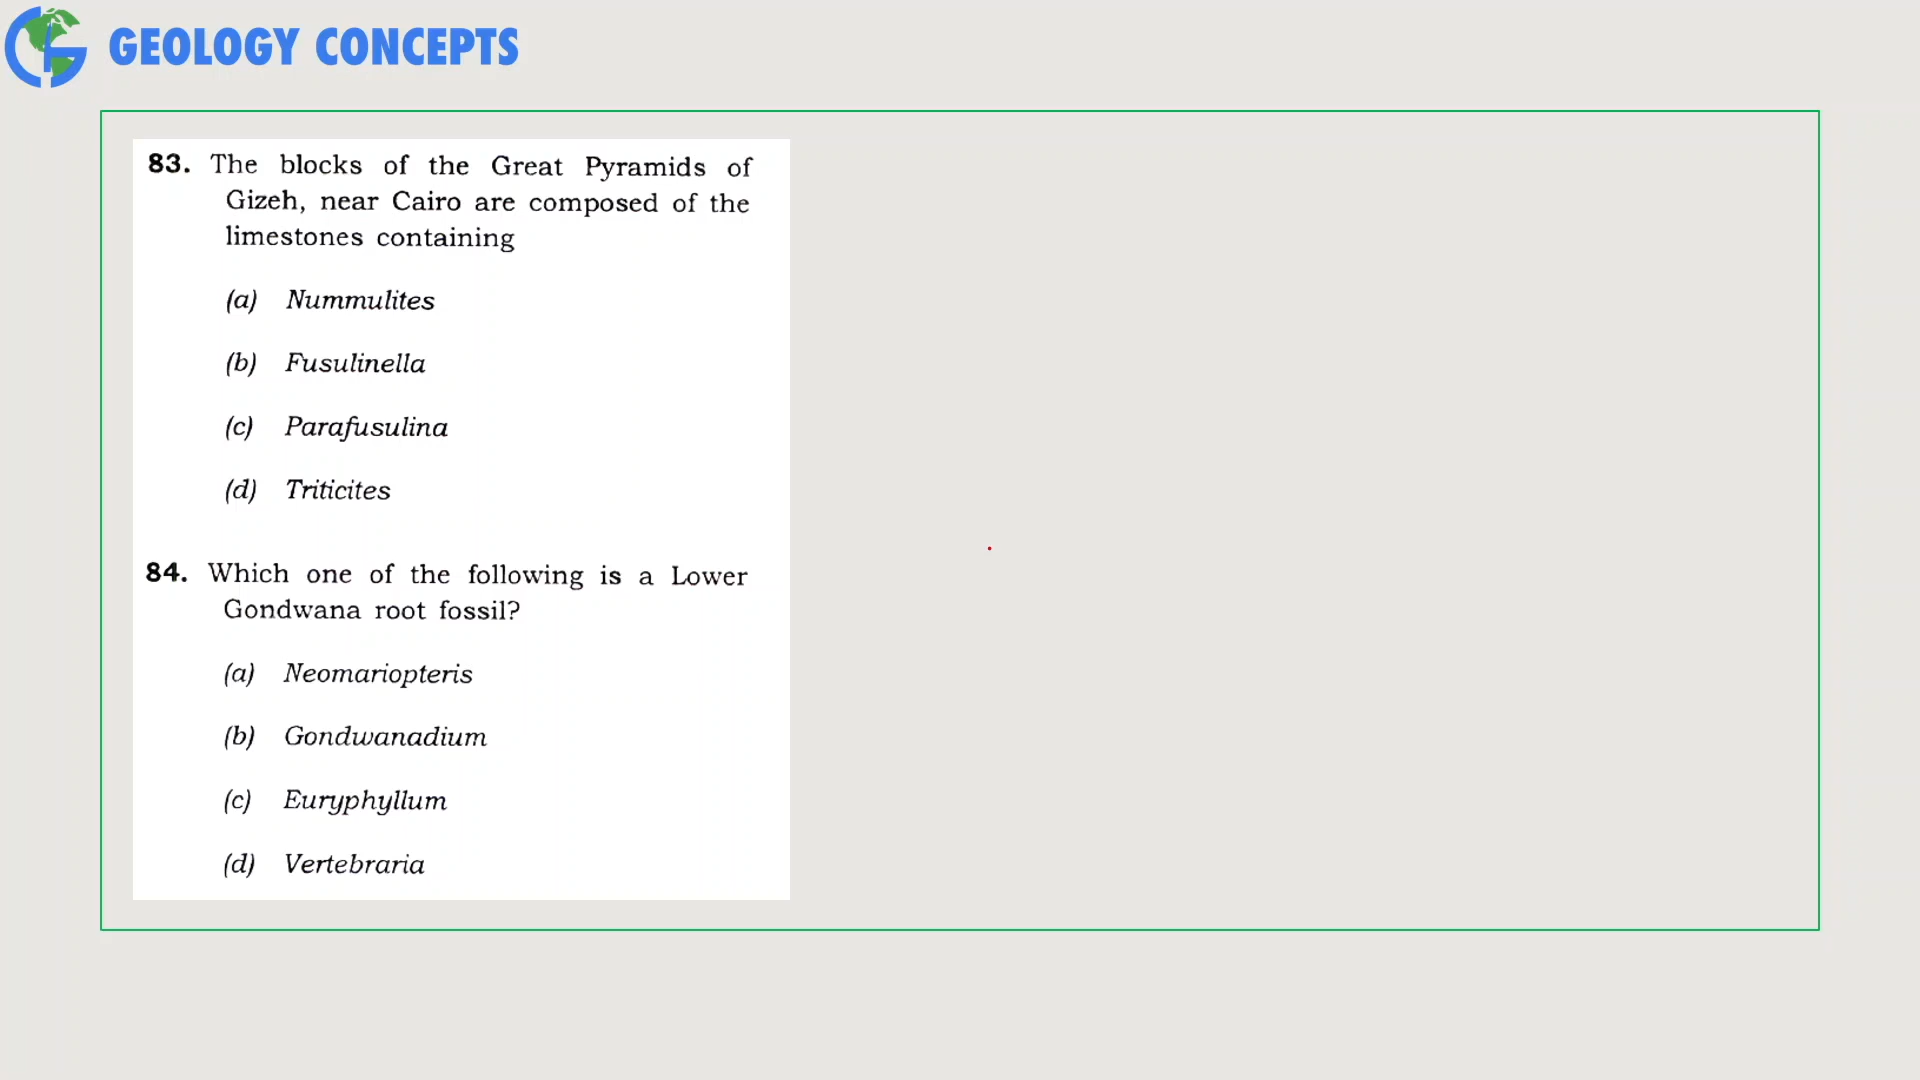 GEOLOGY CONCEPTS
83. The blocks of the Great Pyramids of
Gizeh, near Cairo are composed of the
limestones containing
(a) Nummulites
(b) Fusulinella
(c) Parafusulina
(d) Triticites
84. Which one of the following is a Lower
Gondwana root fossil?
(a) Neomariopteris
(b) Gondwanadium
(c) Euryphyllum
(d) Vertebraria